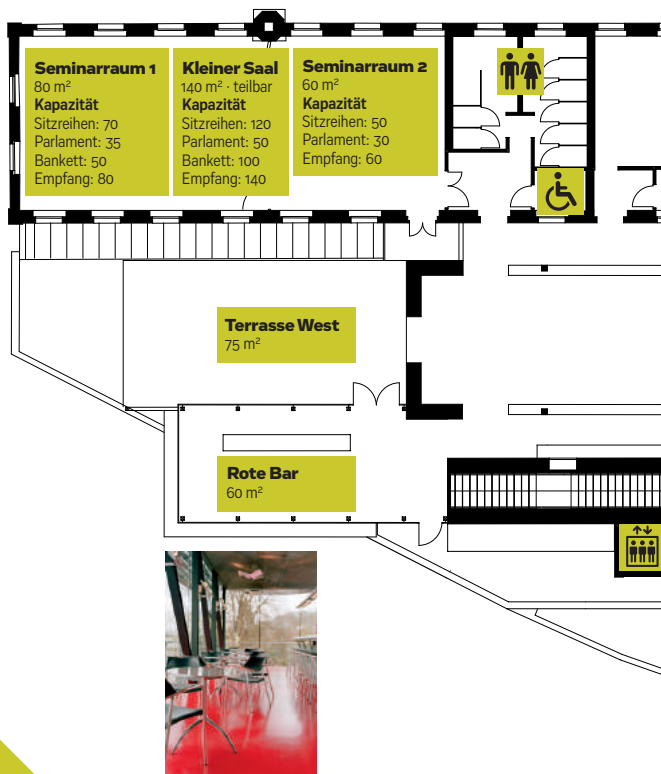 Seminarraum 1
80 m²
Kapazität
Sitzreihen: 70
Parlament: 35
Bankett: 50
Empfang: 80
Kleiner Saal
140 m² · teilbar
Kapazität
Sitzreihen: 120
Parlament: 50
Bankett: 100
Empfang: 140
Seminarraum 2
60 m²
Kapazität
Sitzreihen: 50
Parlament: 30
Empfang: 60
Terrasse West
75 m²
Rote Bar
60 m²